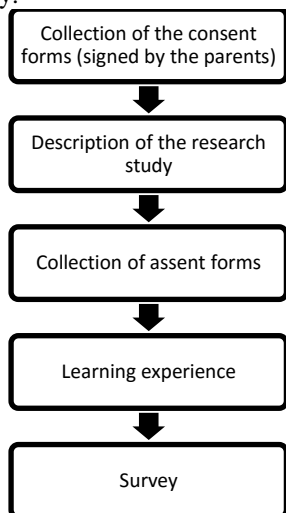 y.
Collection of the consent
forms (signed by the parents)
Description of the research
study
Collection of assent forms
Learning experience
Survey